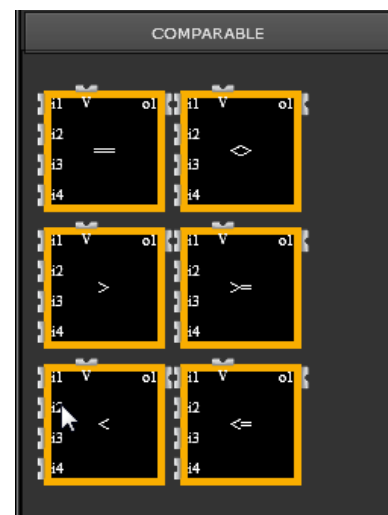 COMPARABLE
i1 V o1 i1 V o1
i2 i2
== <>
i3 i3
i4 i4
i1 V o1 i1 V o1
i2 i2
> >=
i3 i3
i4 i4
i1 V o1 i1 V o1
i2 i2
< <=
i3 i3
i4 i4